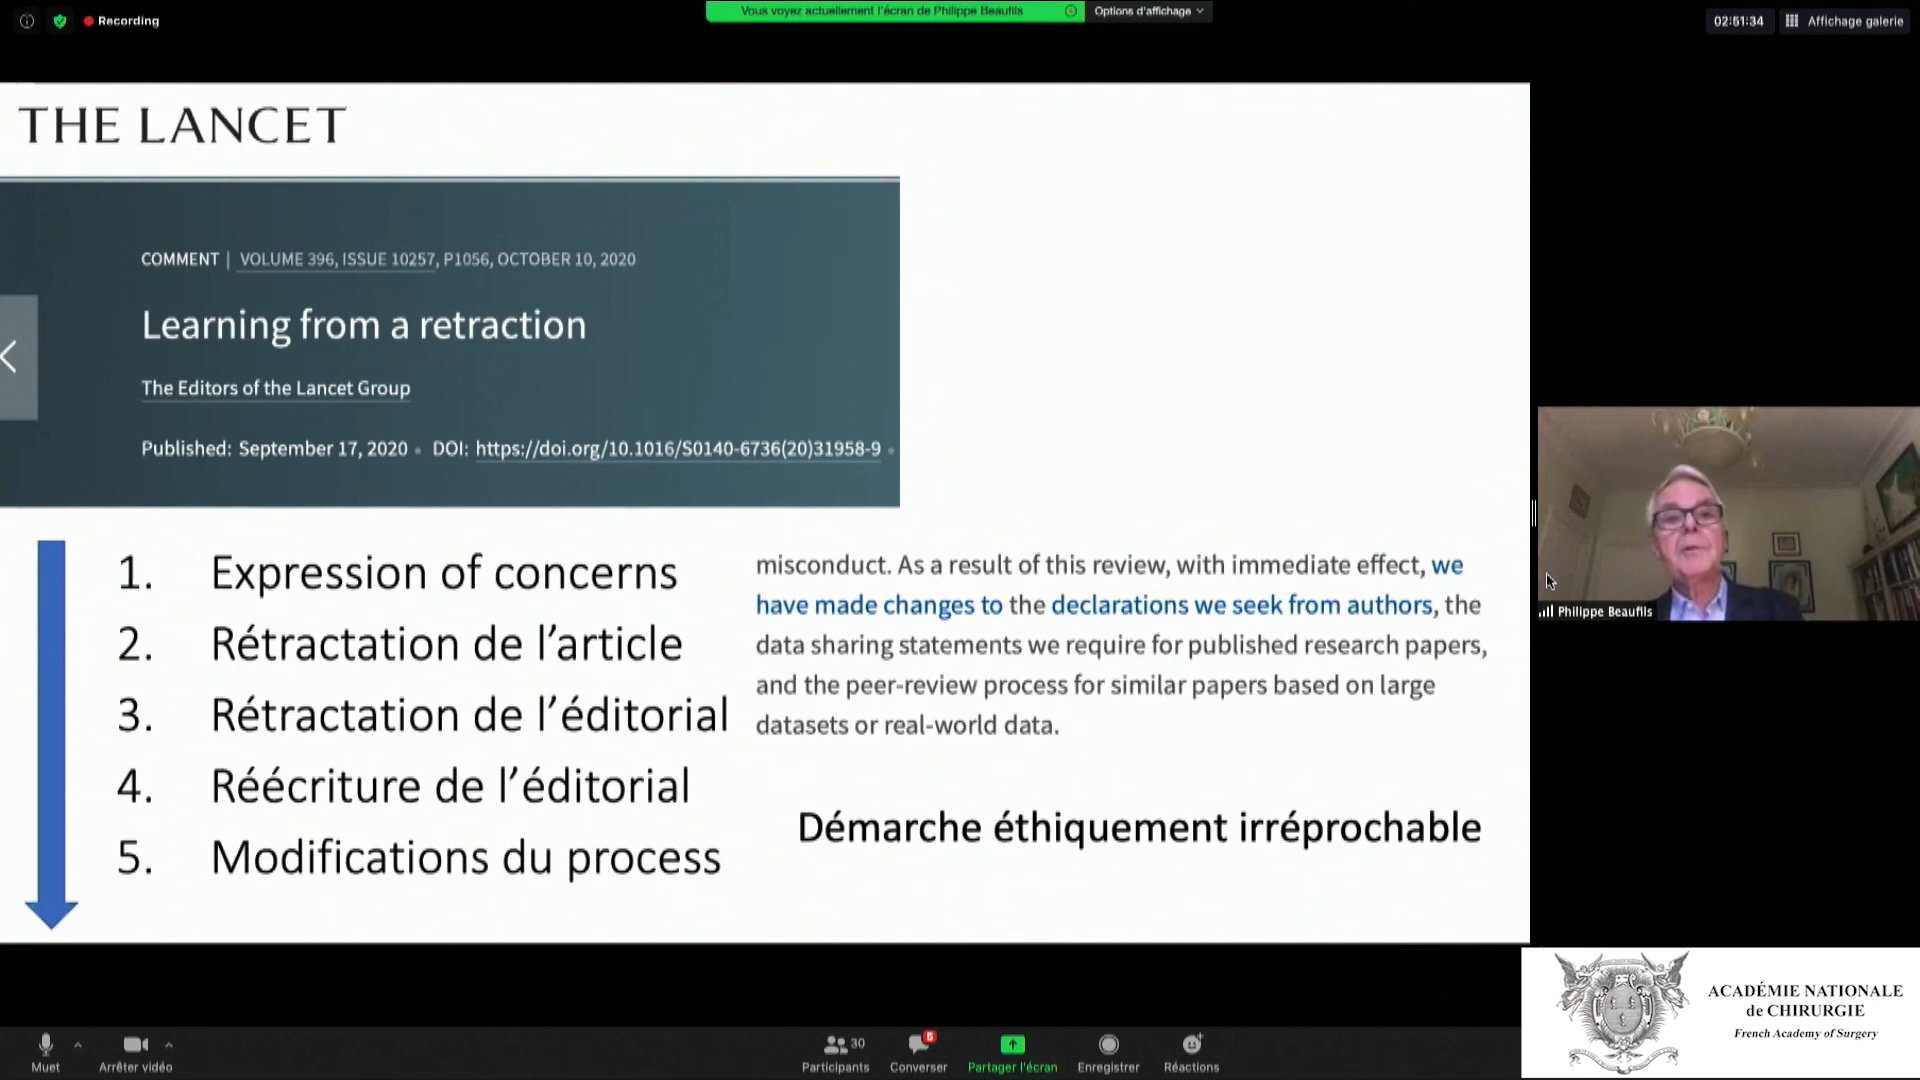 Recording
Vous voyez actuellement l'écran de Philippe Beaufils
Options d'affichage
02:51:34
Affichage galerie
THE LANCET
COMMENT | VOLUME 396, ISSUE 10257, P1056, OCTOBER 10, 2020
Learning from a retraction
The Editors of the Lancet Group
Published: September 17, 2020 • DOI: https://doi.org/10.1016/S0140-6736(20)31958-9 •
1. Expression of concerns
2. Rétractation de l'article
3. Rétractation de l'éditorial
4. Réécriture de l'éditorial
5. Modifications du process
misconduct. As a result of this review, with immediate effect, we
have made changes to the declarations we seek from authors, the
data sharing statements we require for published research papers,
and the peer-review process for similar papers based on large
datasets or real-world data.
Démarche éthiquement irréprochable
Philippe Beaufils
ACADÉMIE NATIONALE
de CHIRURGIE
French Academy of Surgery
Muet
Arrêter vidéo
30
Participants
6
Converser
Partager l'écran
Enregistrer
Réactions